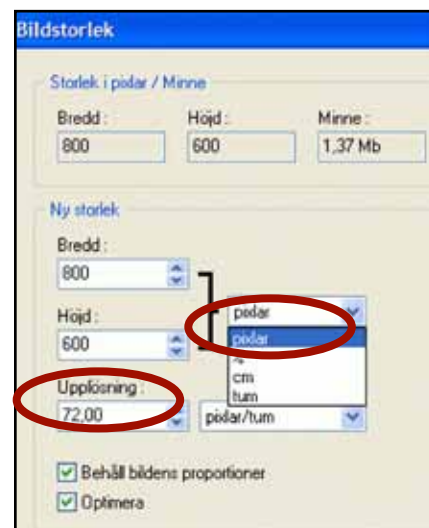 Bildstorlek
Storlek i pixlar / Minne
Bredd : Höjd : Minne :
800 600 1,37 Mb
Ny storlek
Bredd :
800
pixlar
Höjd :
pixlar
600
%
cm
Upplösning :
tum
72,00 pixlar/tum
Behåll bildens proportioner
Optimera